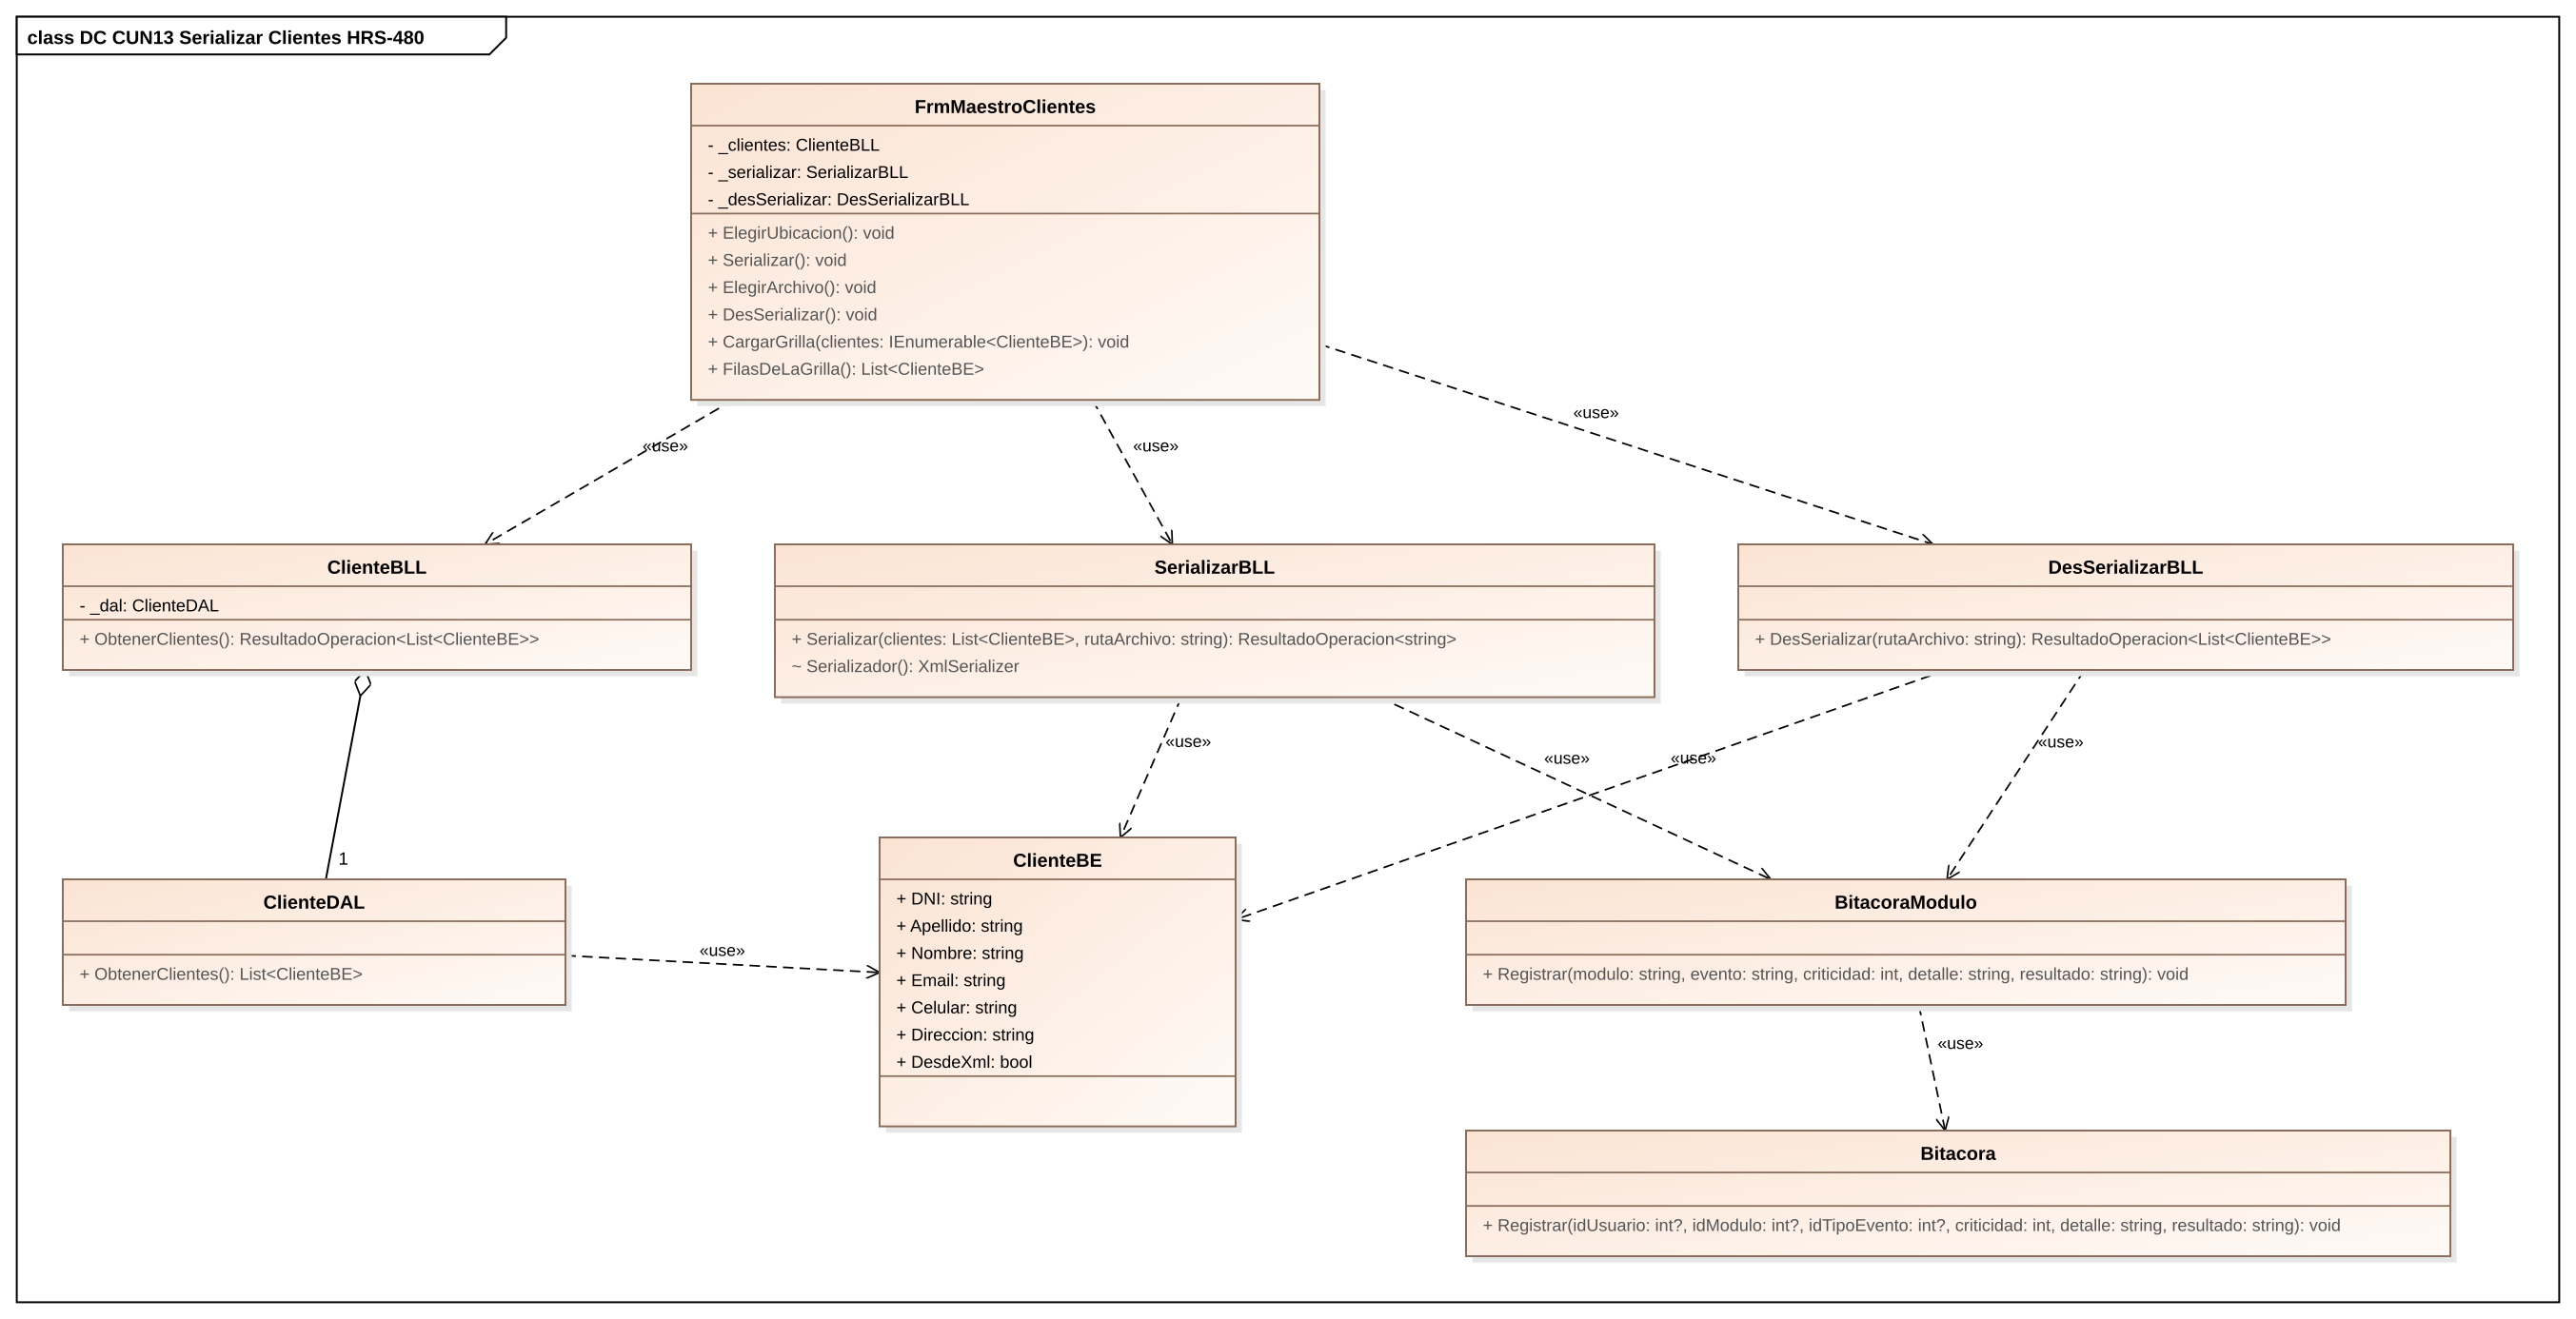 class DC CUN13 Serializar Clientes HRS-480
FrmMaestroClientes
- _clientes: ClienteBLL
- _serializar: SerializarBLL
- _desSerializar: DesSerializarBLL
+ ElegirUbicacion(): void
+ Serializar(): void
+ ElegirArchivo(): void
+ DesSerializar(): void
+ CargarGrilla(clientes: IEnumerable<ClienteBE>): void
+ FilasDeLaGrilla(): List<ClienteBE>
«use»
«use»
«use»
ClienteBLL
- _dal: ClienteDAL
+ ObtenerClientes(): ResultadoOperacion<List<ClienteBE>>
SerializarBLL
+ Serializar(clientes: List<ClienteBE>, rutaArchivo: string): ResultadoOperacion<string>
~ Serializador(): XmlSerializer
DesSerializarBLL
+ DesSerializar(rutaArchivo: string): ResultadoOperacion<List<ClienteBE>>
«use»
«use»
«use»
«use»
1
ClienteDAL
+ ObtenerClientes(): List<ClienteBE>
«use»
ClienteBE
+ DNI: string
+ Apellido: string
+ Nombre: string
+ Email: string
+ Celular: string
+ Direccion: string
+ DesdeXml: bool
BitacoraModulo
+ Registrar(modulo: string, evento: string, criticidad: int, detalle: string, resultado: string): void
«use»
Bitacora
+ Registrar(idUsuario: int?, idModulo: int?, idTipoEvento: int?, criticidad: int, detalle: string, resultado: string): void